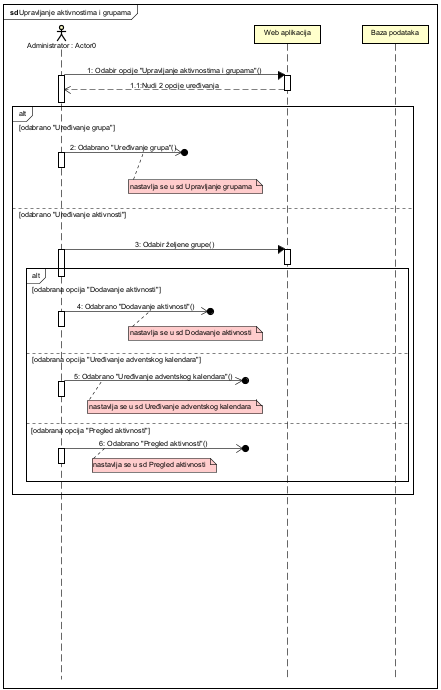 sd Upravljanje aktivnostima i grupama
Administrator : Actor0
Web aplikacija
Baza podataka
1: Odabir opcije "Upravljanje aktivnostima i grupama"()
1.1:Nudi 2 opcije uređivanja
alt
[odabrano "Uređivanje grupa"]
2: Odabrano "Uređivanje grupa"()
nastavlja se u sd Upravljanje grupama
[odabrano "Uređivanje aktivnosti"]
3: Odabir željene grupe()
alt
[odabrana opcija "Dodavanje aktivnosti"]
4: Odabrano "Dodavanje aktivnosti"()
nastavlja se u sd Dodavanje aktivnosti
[odabrana opcija "Uređivanje adventskog kalendara"]
5: Odabrano "Uređivanje adventskog kalendara"()
nastavlja se u sd Uređivanje adventskog kalendara
[odabrana opcija "Pregled aktivnosti"]
6: Odabrano "Pregled aktivnosti"()
nastavlja se u sd Pregled aktivnosti